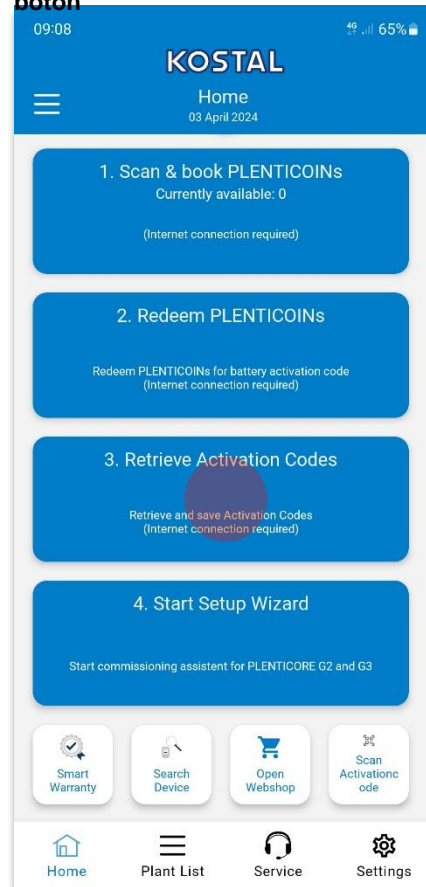 botón
09:08
4G 65%
KOSTAL
Home
03 April 2024
1. Scan & book PLENTICOINs
Currently available: 0
(Internet connection required)
2. Redeem PLENTICOINs
Redeem PLENTICOINs for battery activation code
(Internet connection required)
3. Retrieve Activation Codes
Retrieve and save Activation Codes
(Internet connection required)
4. Start Setup Wizard
Start commissioning assistent for PLENTICORE G2 and G3
Smart
Warranty
Search
Device
Open
Webshop
Scan
Activationc
ode
Home
Plant List
Service
Settings